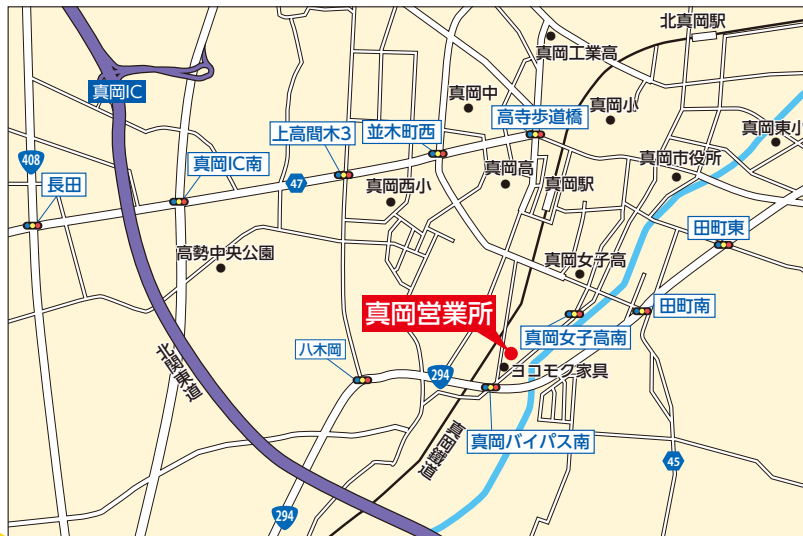 北真岡駅
真岡工業高
真岡IC
真岡中
真岡小
高寺歩道橋
真岡東小
上高間木3
並木町西
408
真岡市役所
長田
真岡IC南
47
真岡西小
真岡高
真岡駅
高勢中央公園
田町東
真岡女子高
真岡営業所
田町南
真岡女子高南
北関東道
八木岡
294
ヨコモク家具
真岡鐵道
真岡バイパス南
45
294